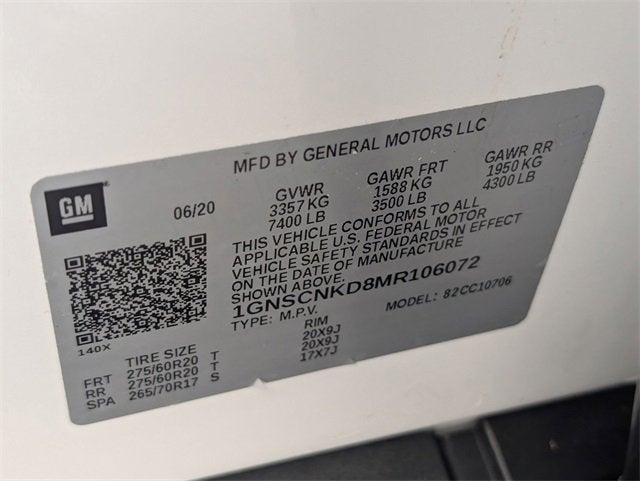 MFD BY GENERAL MOTORS LLC
GM
06/20
GVWR GAWR FRT GAWR RR
3357 KG 1588 KG 1950 KG
7400 LB 3500 LB 4300 LB
THIS VEHICLE CONFORMS TO ALL
APPLICABLE U.S. FEDERAL MOTOR
VEHICLE SAFETY STANDARDS IN EFFECT
ON THE DATE OF MANUFACTURE
SHOWN ABOVE.
1GNSCNKD8MR106072
TYPE: M.P.V. MODEL: 82CC10706
140X
TIRE SIZE RIM
FRT 275/60R20 T 20X9J
RR 275/60R20 T 20X9J
SPA 265/70R17 S 17X7J